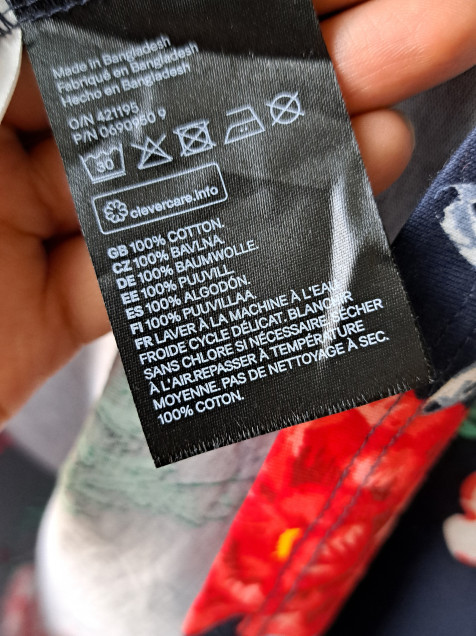 Made in Bangladesh
Fabriqué en Bangladesh
Hecho en Bangladesh
O/N 421195
P/N 0690950 9
30
clevercare.info
GB 100% COTTON.
CZ 100% BAVLNA.
DE 100% BAUMWOLLE.
EE 100% PUUVILL
ES 100% ALGODÓN.
FI 100% PUUVILLAA.
FR LAVER À LA MACHINE À L'EAU
FROIDE CYCLE DÉLICAT. BLANCHIR
SANS CHLORE SI NÉCESSAIRE. SÉCHER
À L'AIR.REPASSER À TEMPÉRATURE
MOYENNE. PAS DE NETTOYAGE À SEC.
100% COTON.